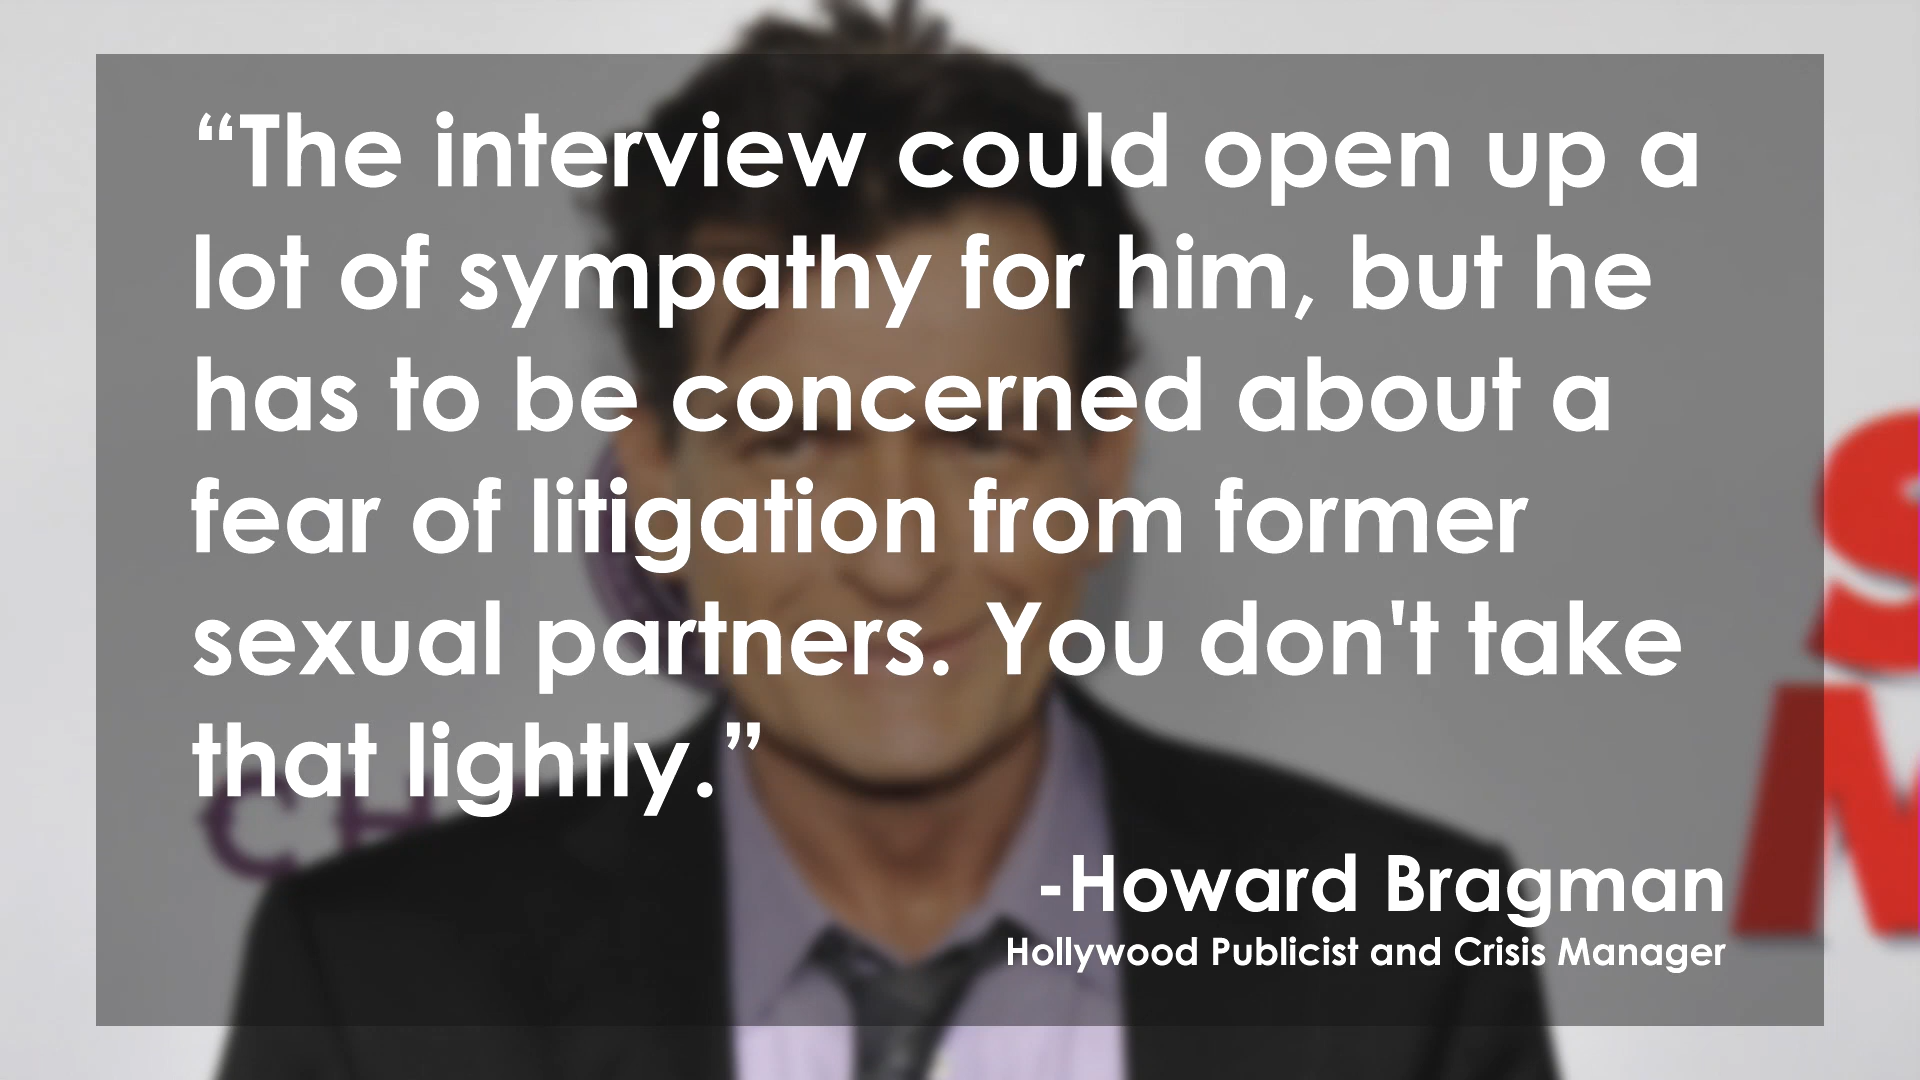 “The interview could open up a
lot of sympathy for him, but he
has to be concerned about a
fear of litigation from former
sexual partners. You don't take
that lightly.”
-Howard Bragman
Hollywood Publicist and Crisis Manager
CH
S
M